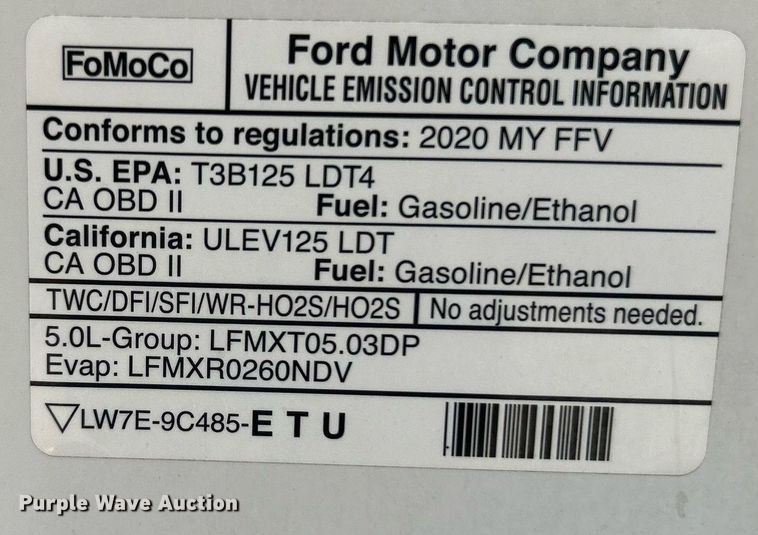 FoMoCo
Ford Motor Company
VEHICLE EMISSION CONTROL INFORMATION
Conforms to regulations: 2020 MY FFV
U.S. EPA: T3B125 LDT4
CA OBD II Fuel: Gasoline/Ethanol
California: ULEV125 LDT
CA OBD II Fuel: Gasoline/Ethanol
TWC/DFI/SFI/WR-HO2S/HO2S No adjustments needed.
5.0L-Group: LFMXT05.03DP
Evap: LFMXR0260NDV
▽LW7E-9C485-E T U
Purple Wave Auction